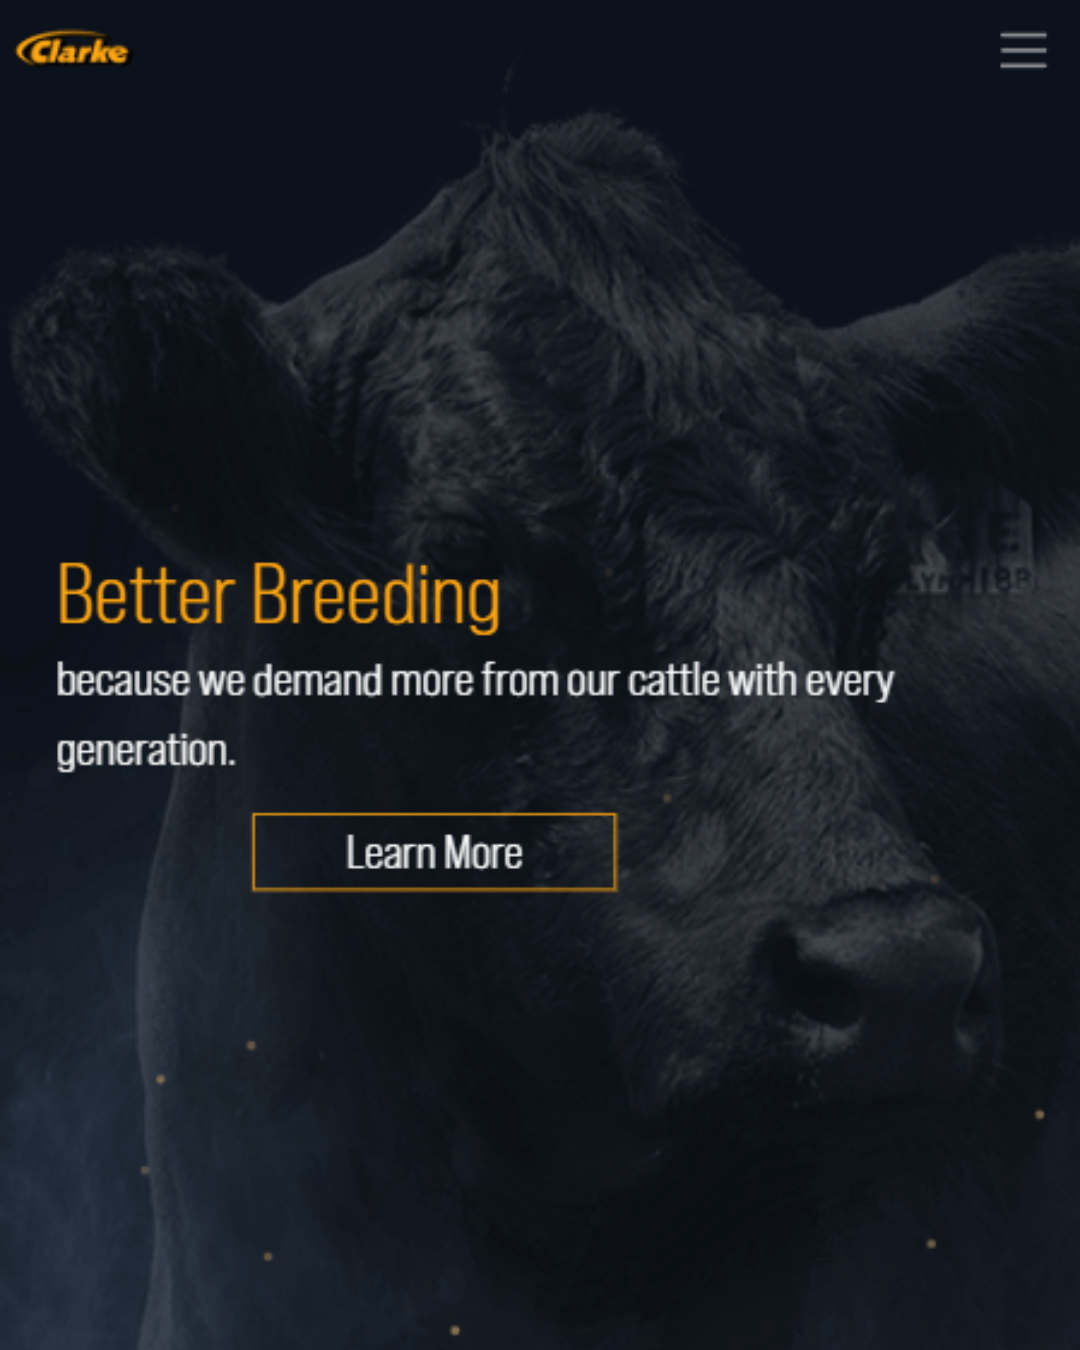 Clarke
Better Breeding
because we demand more from our cattle with every
generation.
Learn More